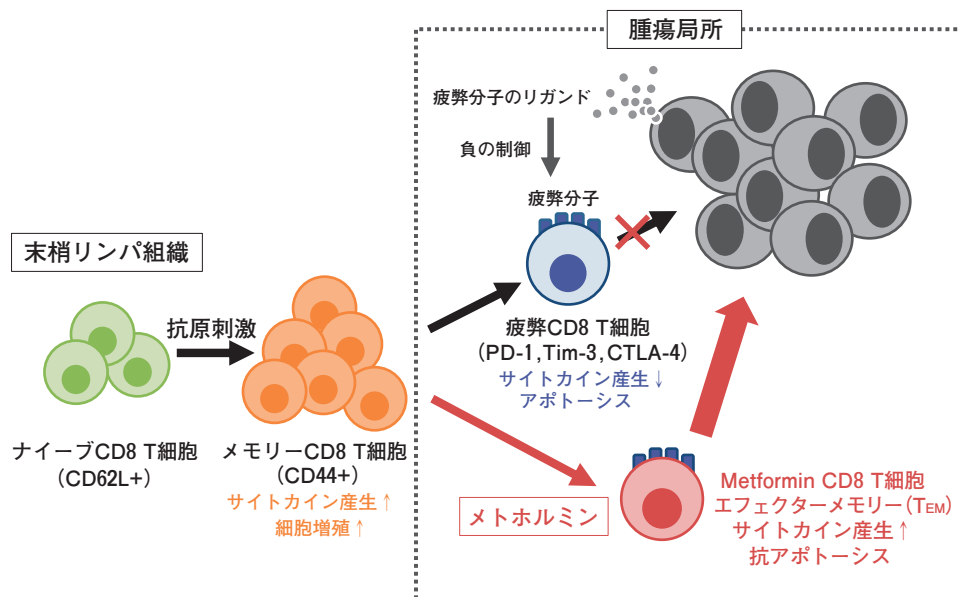 腫瘍局所
疲弊分子のリガンド
負の制御
疲弊分子
末梢リンパ組織
抗原刺激
ナイーブCD8 T細胞
(CD62L+)
メモリーCD8 T細胞
(CD44+)
サイトカイン産生↑
細胞増殖↑
疲弊CD8 T細胞
(PD-1,Tim-3,CTLA-4)
サイトカイン産生↓
アポトーシス
メトホルミン
Metformin CD8 T細胞
エフェクターメモリー(TEM)
サイトカイン産生↑
抗アポトーシス